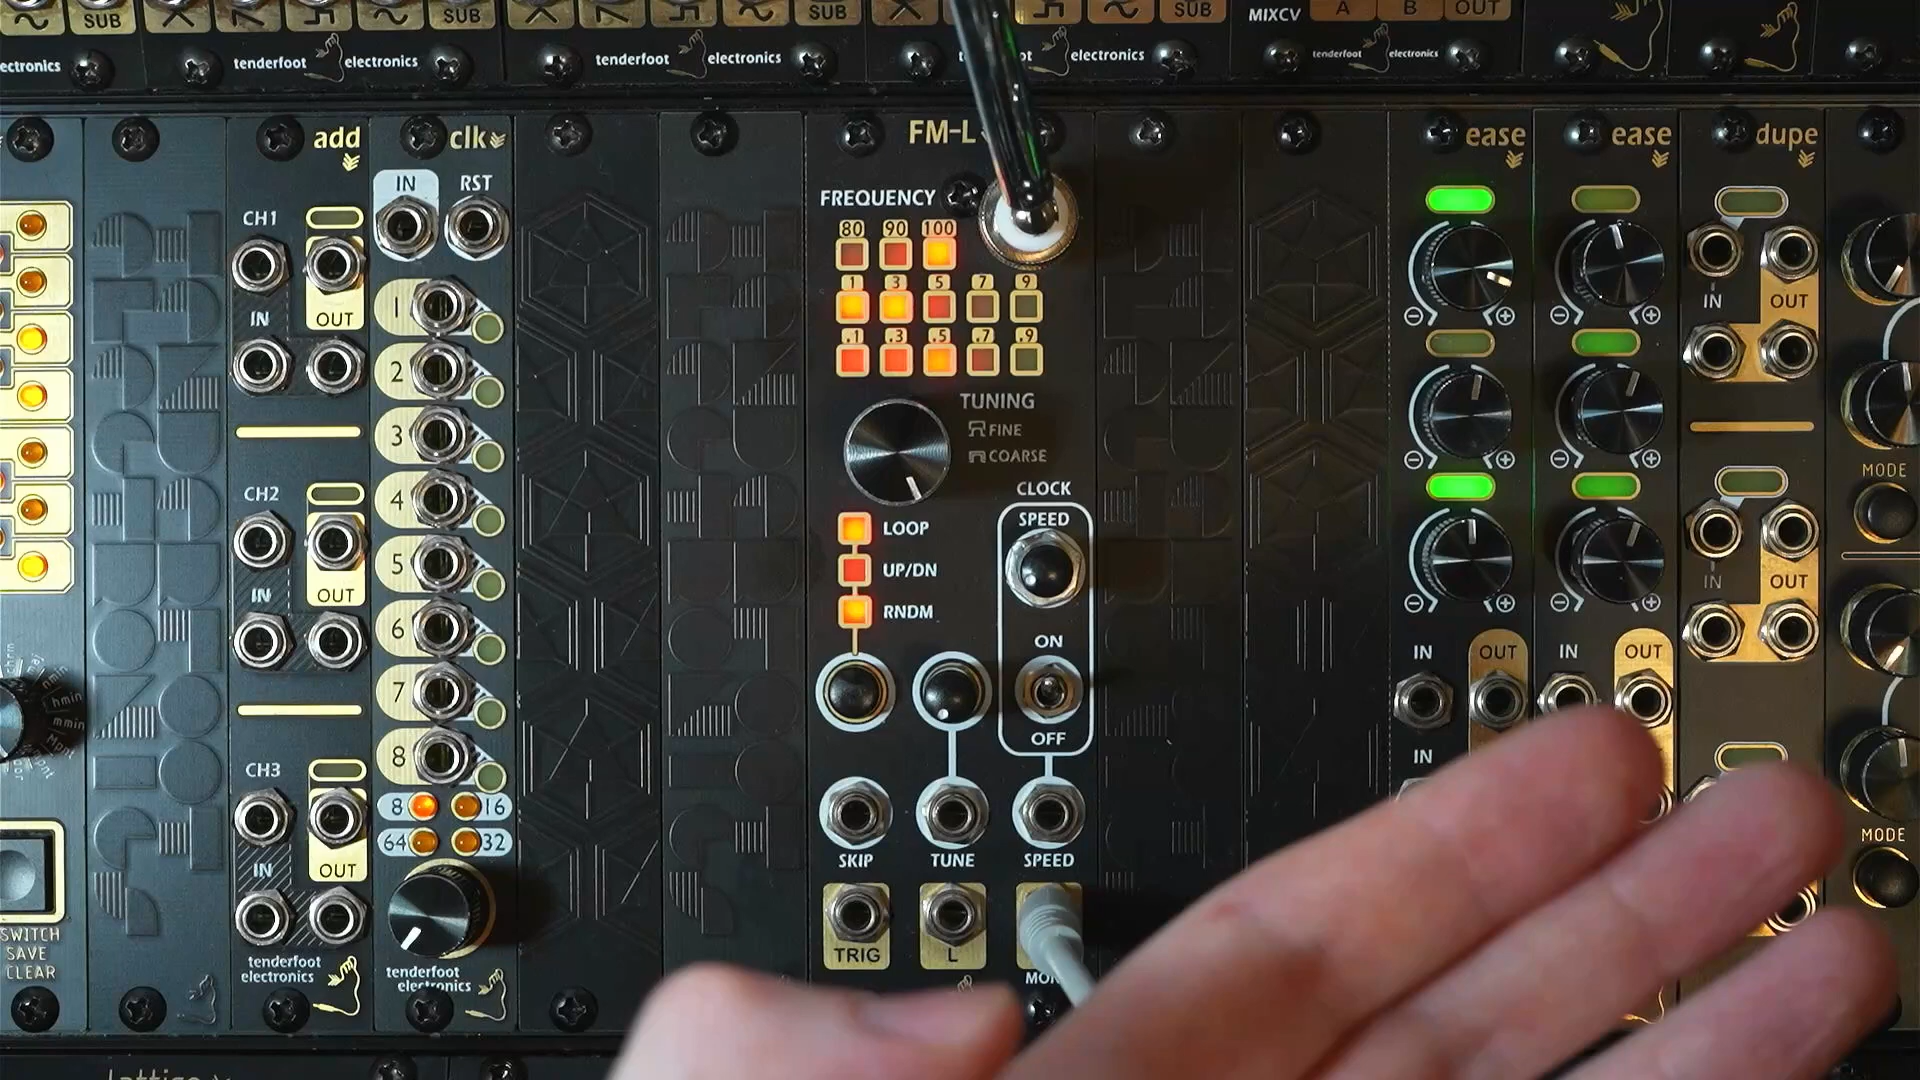 SUB
SUB
SUB
SUB
MIXCV
A
B
OUT
ectronics
tenderfoot
electronics
tenderfoot
electronics
electronics
tenderfoot
electronics
add
CH1
IN
OUT
CH2
IN
OUT
CH3
IN
OUT
tenderfoot
electronics
clk
IN
RST
1
2
3
4
5
6
7
8
8
16
64
32
tenderfoot
electronics
FM-L
FREQUENCY
80 90 100
1 3 5 7 9
.1 .3 .5 .7 .9
TUNING
FINE
COARSE
CLOCK
SPEED
LOOP
UP/DN
RNDM
ON
OFF
SKIP
TUNE
SPEED
TRIG
L
ease
IN
OUT
IN
ease
IN
OUT
dupe
IN
OUT
IN
OUT
MODE
MODE
hmin
mmin
Mpnt
SWITCH
SAVE
CLEAR